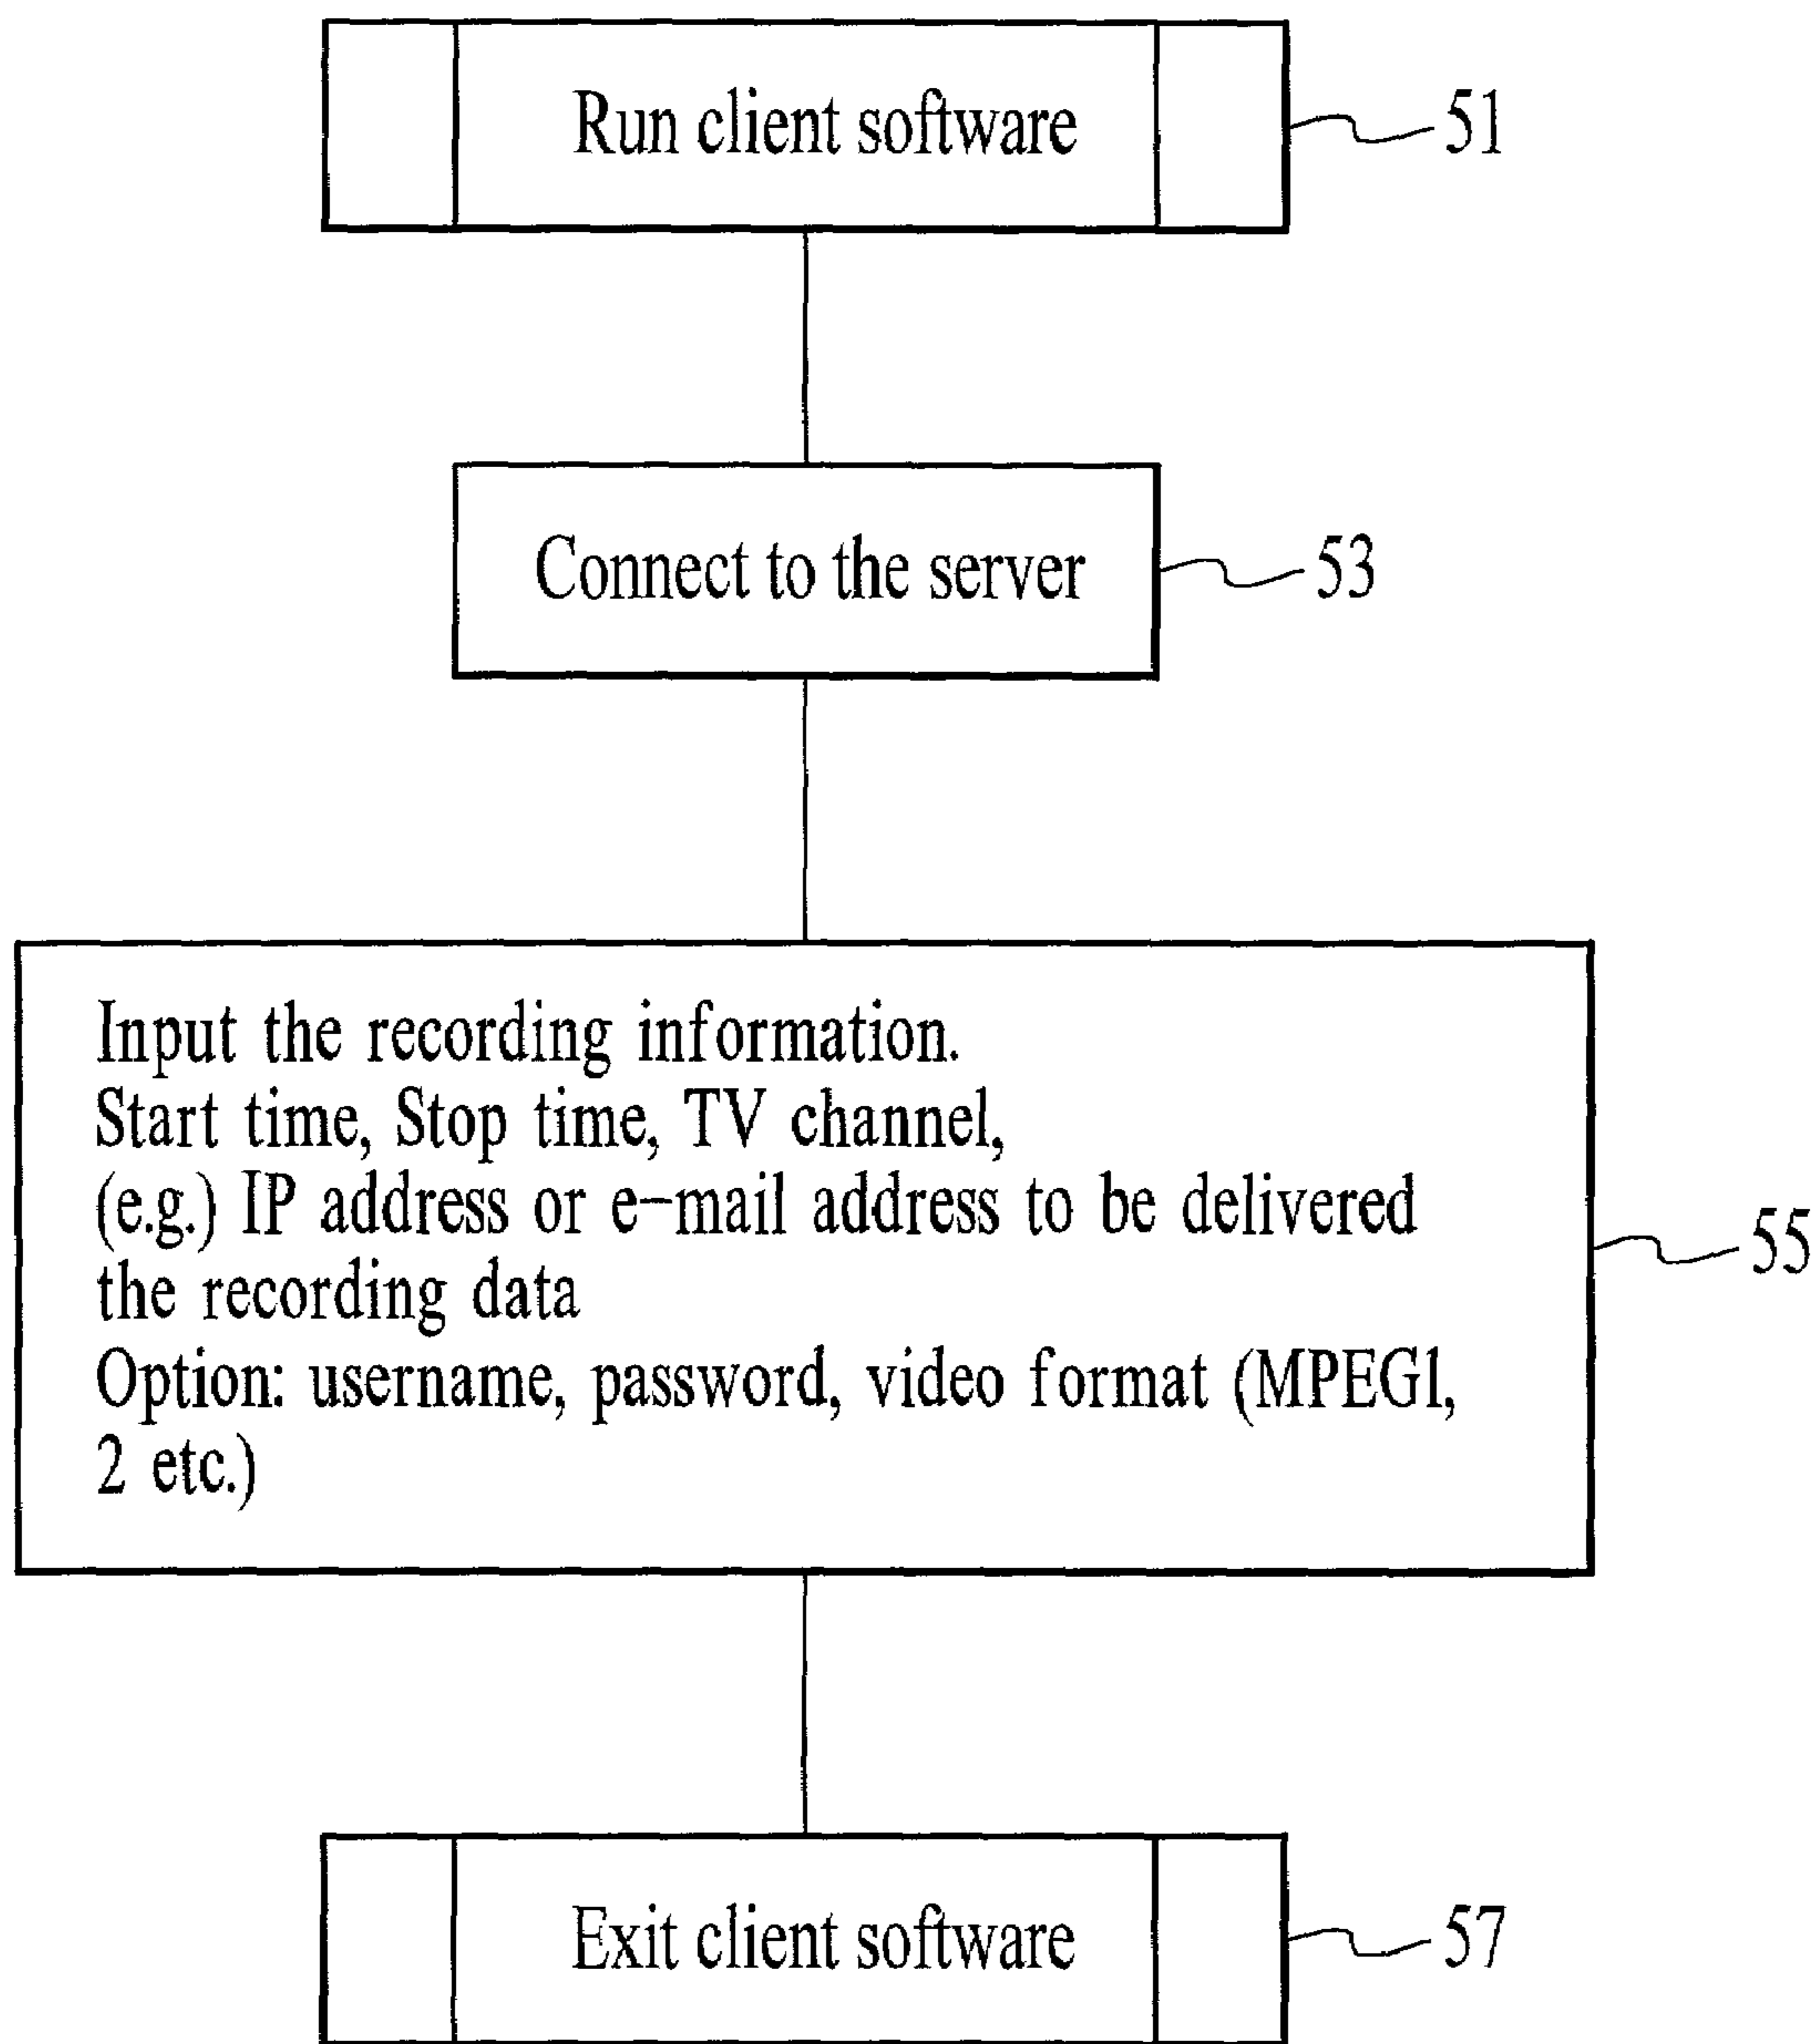 Run client software
51
Connect to the server
53
Input the recording information.
Start time, Stop time, TV channel,
(e.g.) IP address or e-mail address to be delivered
the recording data
Option: username, password, video format (MPEG1,
2 etc.)
55
Exit client software
57